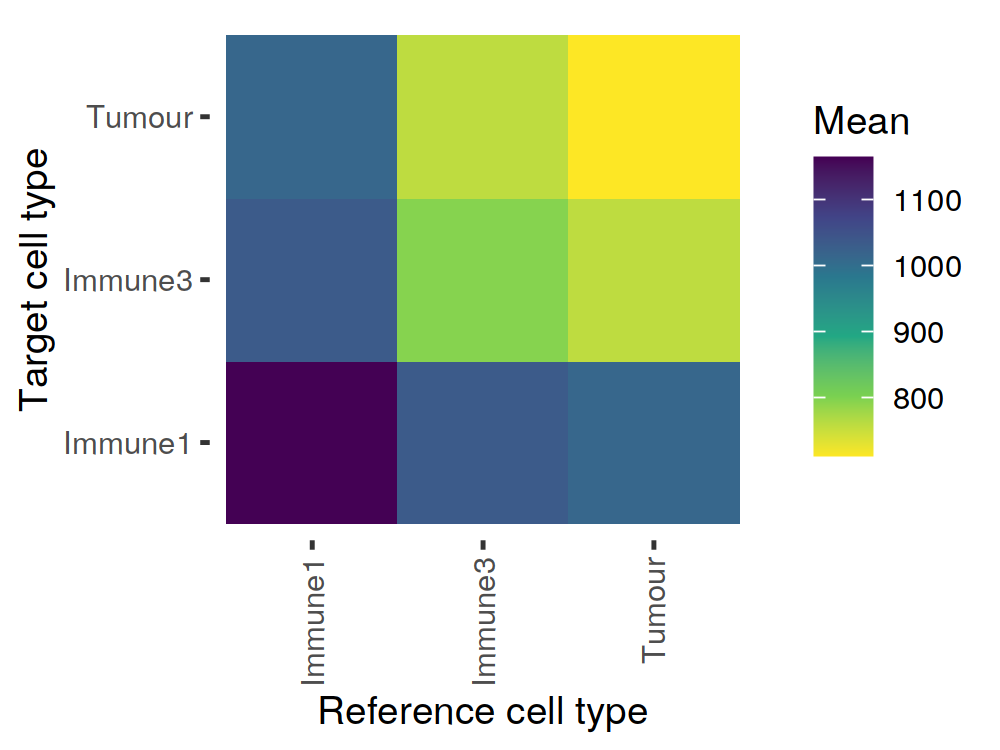 Target cell type
Tumour
Immune3
Immune1
Immune1
Immune3
Tumour
Reference cell type
Mean
1100
1000
900
800